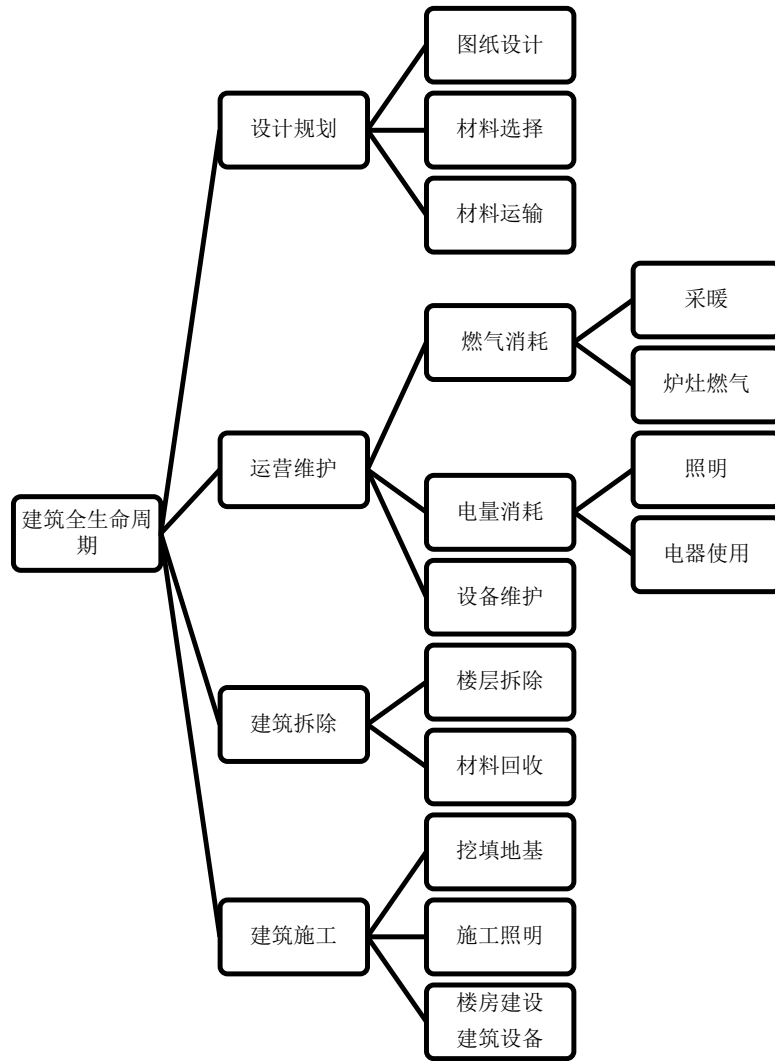 图纸设计
设计规划
材料选择
材料运输
采暖
燃气消耗
炉灶燃气
运营维护
照明
电量消耗
建筑全生命周
期
电器使用
设备维护
楼层拆除
建筑拆除
材料回收
挖填地基
建筑施工
施工照明
楼房建设
建筑设备